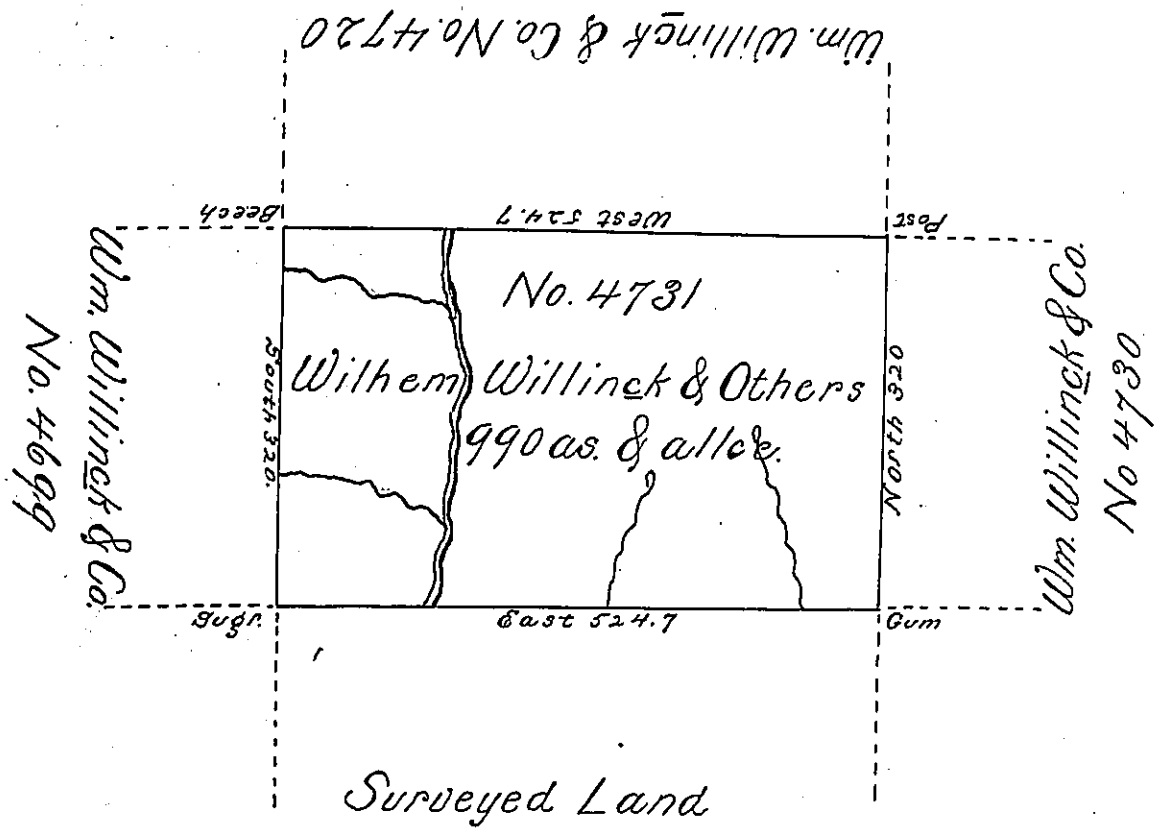 Wm. Willinck & Co. No. 4720
Beech
West 524.7
Post
No. 4731
Wilhem Willinck & Others
990 as. & allce.
South 320.
North 320
Wm. Willinck & Co.
No. 4699
Wm. Willinck & Co.
No 4730
Sugr.
East 524.7
Gum
Surveyed Land